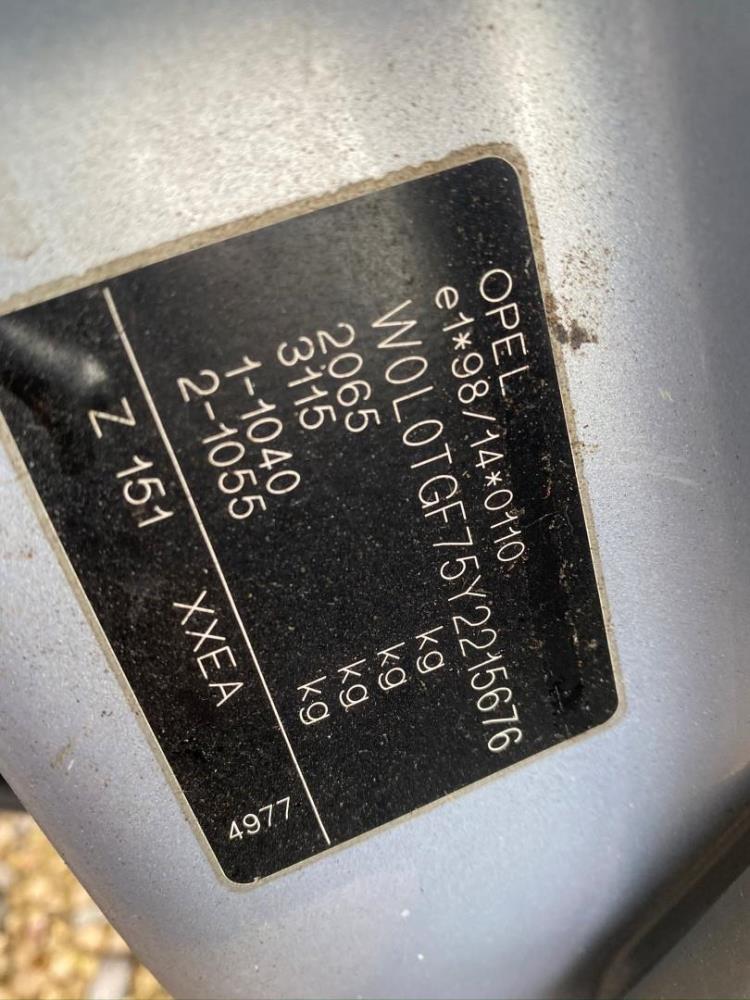 OPEL
e1*98/14*0110
W0L0TGF75Y2215676
2065 kg
3115 kg
1-1040 kg
2-1055 kg
Z 151 XXEA 4977